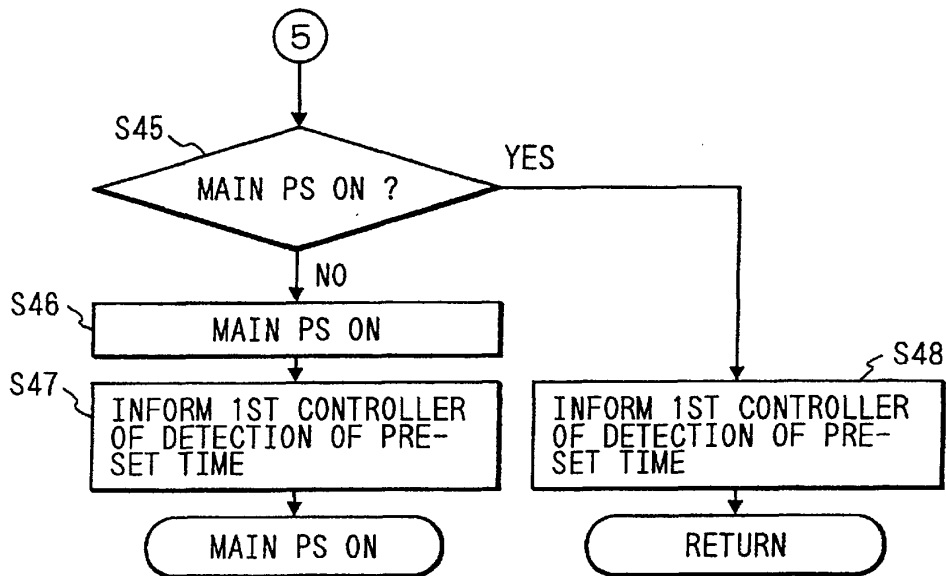 5
S45
MAIN PS ON ?
YES
NO
S46
MAIN PS ON
S47
INFORM 1ST CONTROLLER
OF DETECTION OF PRE-
SET TIME
S48
INFORM 1ST CONTROLLER
OF DETECTION OF PRE-
SET TIME
MAIN PS ON
RETURN